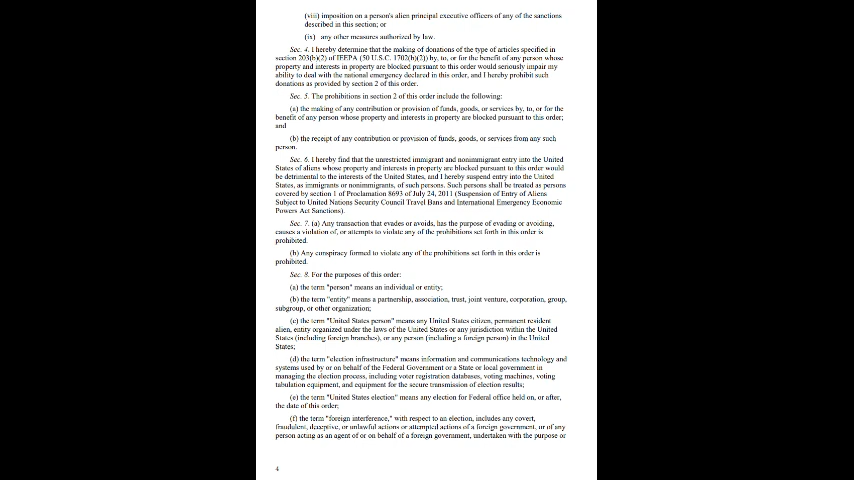 (viii) imposition on a person's alien principal executive officers of any of the sanctions
described in this section; or
(ix) any other measures authorized by law.
Sec. 4. I hereby determine that the making of donations of the type of articles specified in
section 203(b)(2) of IEEPA (50 U.S.C. 1702(b)(2)) by, to, or for the benefit of any person whose
property and interests in property are blocked pursuant to this order would seriously impair my
ability to deal with the national emergency declared in this order, and I hereby prohibit such
donations as provided by section 2 of this order.
Sec. 5. The prohibitions in section 2 of this order include the following:
(a) the making of any contribution or provision of funds, goods, or services by, to, or for the
benefit of any person whose property and interests in property are blocked pursuant to this order;
and
(b) the receipt of any contribution or provision of funds, goods, or services from any such
person.
Sec. 6. I hereby find that the unrestricted immigrant and nonimmigrant entry into the United
States of aliens whose property and interests in property are blocked pursuant to this order would
be detrimental to the interests of the United States, and I hereby suspend entry into the United
States, as immigrants or nonimmigrants, of such persons. Such persons shall be treated as persons
covered by section 1 of Proclamation 8693 of July 24, 2011 (Suspension of Entry of Aliens
Subject to United Nations Security Council Travel Bans and International Emergency Economic
Powers Act Sanctions).
Sec. 7. (a) Any transaction that evades or avoids, has the purpose of evading or avoiding,
causes a violation of, or attempts to violate any of the prohibitions set forth in this order is
prohibited.
(b) Any conspiracy formed to violate any of the prohibitions set forth in this order is
prohibited.
Sec. 8. For the purposes of this order:
(a) the term "person" means an individual or entity;
(b) the term "entity" means a partnership, association, trust, joint venture, corporation, group,
subgroup, or other organization;
(c) the term "United States person" means any United States citizen, permanent resident
alien, entity organized under the laws of the United States or any jurisdiction within the United
States (including foreign branches), or any person (including a foreign person) in the United
States;
(d) the term "election infrastructure" means information and communications technology and
systems used by or on behalf of the Federal Government or a State or local government in
managing the election process, including voter registration databases, voting machines, voting
tabulation equipment, and equipment for the secure transmission of election results;
(e) the term "United States election" means any election for Federal office held on, or after,
the date of this order;
(f) the term "foreign interference," with respect to an election, includes any covert,
fraudulent, deceptive, or unlawful actions or attempted actions of a foreign government, or of any
person acting as an agent of or on behalf of a foreign government, undertaken with the purpose or
4